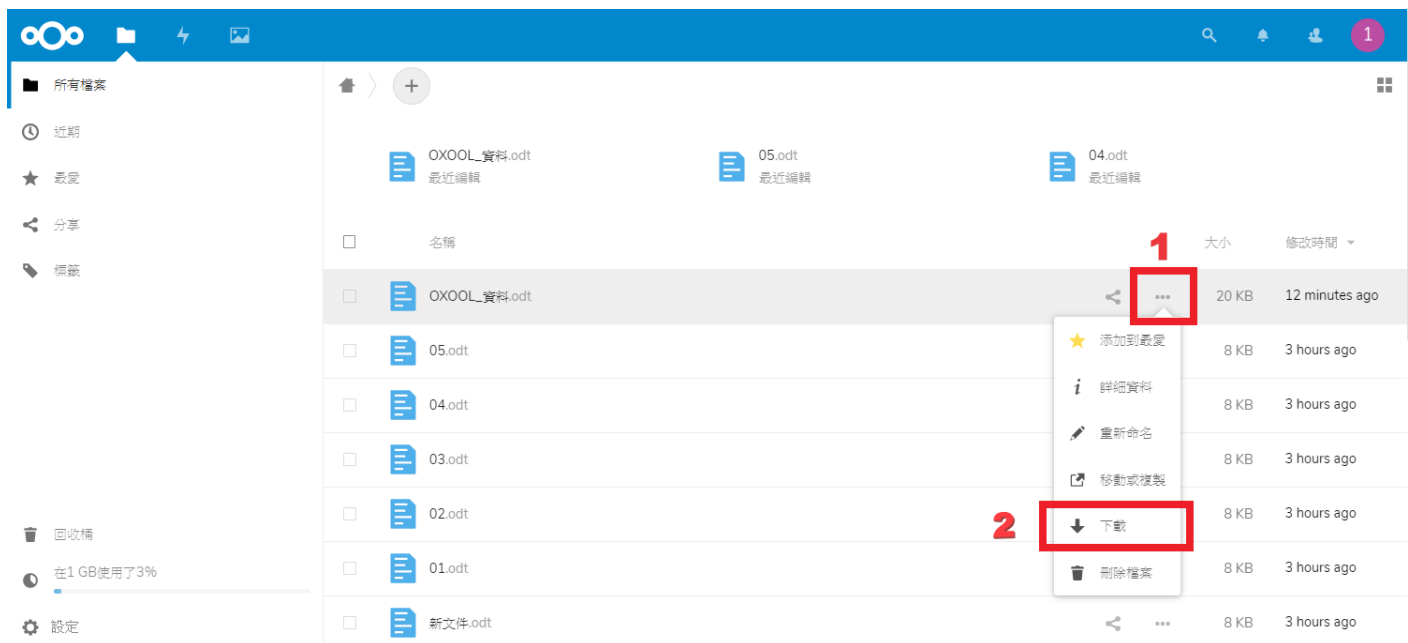 1
所有檔案
近期
最愛
分享
標籤
OXOOL_資料.odt
最近編輯
05.odt
最近編輯
04.odt
最近編輯
名稱
1
大小
修改時間
OXOOL_資料.odt
20 KB
12 minutes ago
添加到最愛
05.odt
8 KB
3 hours ago
詳細資料
04.odt
8 KB
3 hours ago
重新命名
03.odt
8 KB
3 hours ago
移動或複製
02.odt
8 KB
3 hours ago
2
下載
01.odt
8 KB
3 hours ago
刪除檔案
新文件.odt
8 KB
3 hours ago
回收桶
在1 GB使用了3%
設定